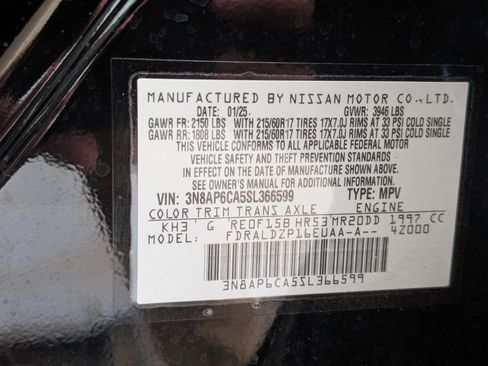 MANUFACTURED BY NISSAN MOTOR CO.,LTD.
DATE: 01/25 GVWR: 3946 LBS
GAWR FR: 2150 LBS WITH 215/60R17 TIRES 17X7.0J RIMS AT 33 PSI COLD SINGLE
GAWR RR: 1808 LBS WITH 215/60R17 TIRES 17X7.0J RIMS AT 33 PSI COLD SINGLE
THIS VEHICLE CONFORMS TO ALL APPLICABLE FEDERAL MOTOR
VEHICLE SAFETY AND THEFT PREVENTION STANDARDS
IN EFFECT ON THE DATE OF MANUFACTURE SHOWN ABOVE.
SEE OWNER'S MANUAL FOR ADDITIONAL INFORMATION
VIN: 3N8AP6CA5SL366599 TYPE: MPV
COLOR TRIM TRANS AXLE ENGINE
KH3 G RE0F15B HR53 MR20DD 1997 CC
MODEL: FDRALDZP16EUAA-A-- 42000
3N8AP6CA5SL366599